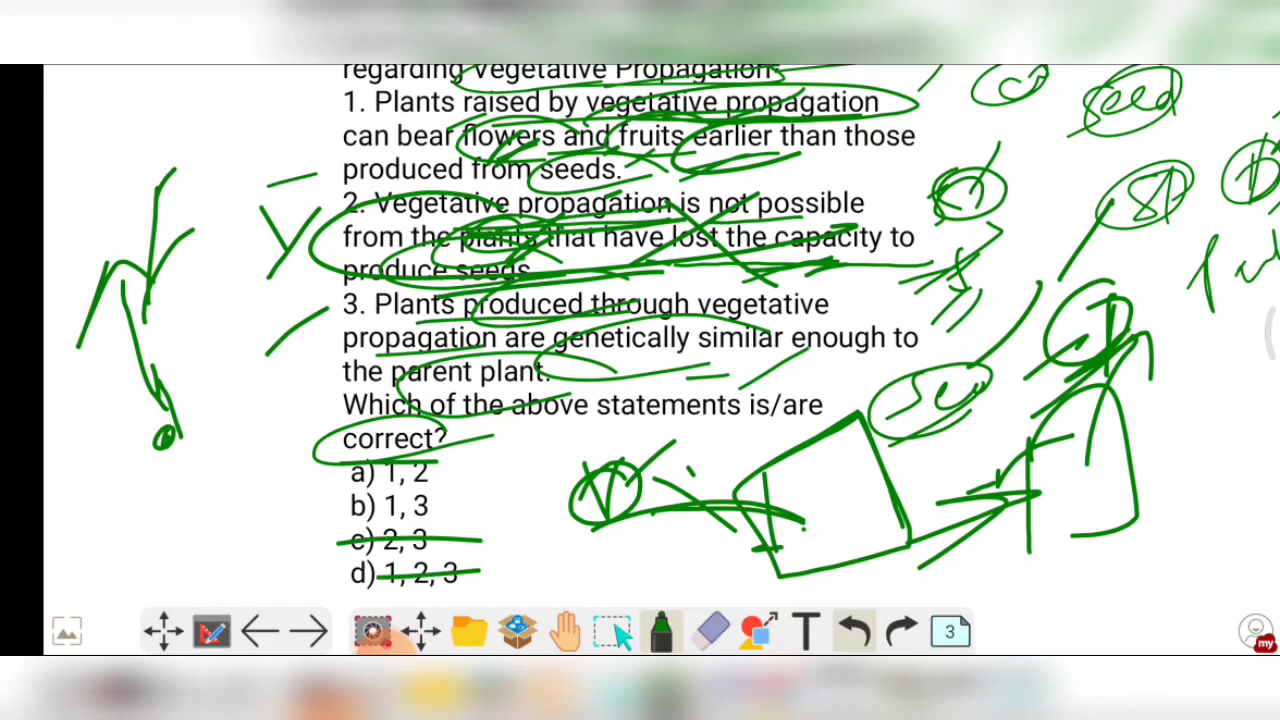 regarding Vegetative Propagation
1. Plants raised by vegetative propagation
can bear flowers and fruits earlier than those
produced from seeds.
2. Vegetative propagation is not possible
from the plants that have lost the capacity to
produce seeds
3. Plants produced through vegetative
propagation are genetically similar enough to
the parent plant.
Which of the above statements is/are
correct?
a) 1, 2
b) 1, 3
c) 2, 3
d) 1, 2, 3
seed
T
3
my